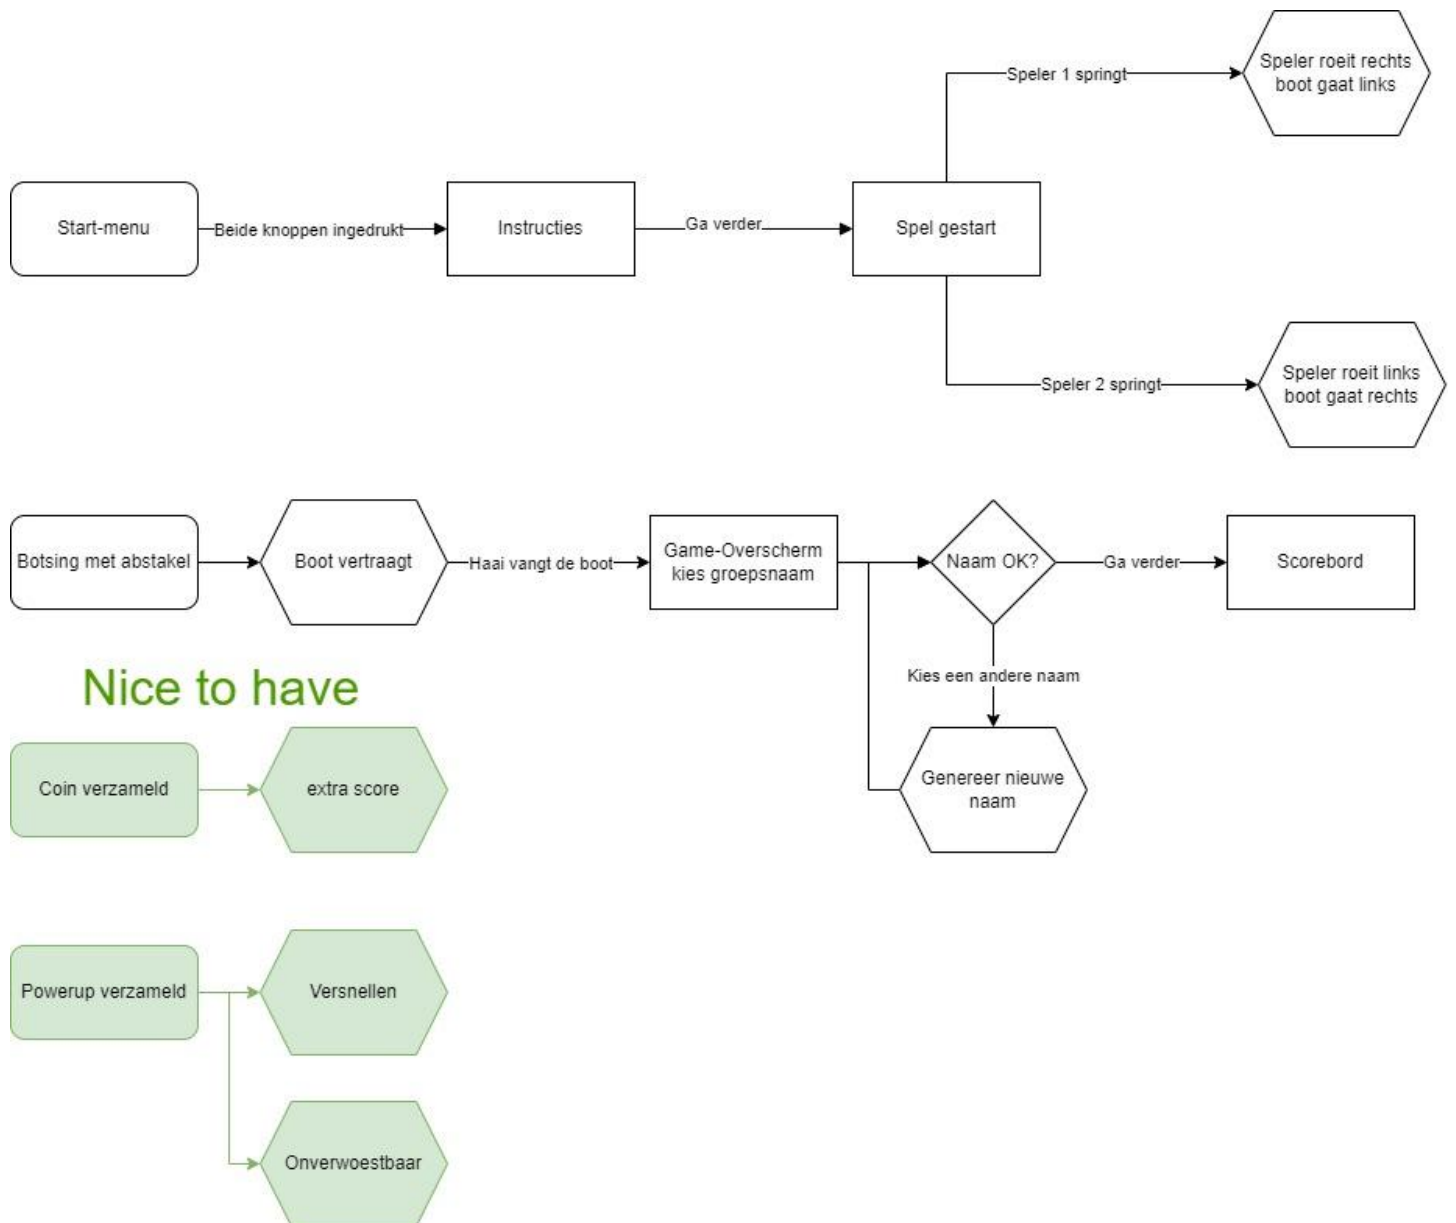 Speler 1 springt
Speler roeit rechts
boot gaat links
Start-menu
Beide knoppen ingedrukt
Instructies
Ga verder
Spel gestart
Speler 2 springt
Speler roeit links
boot gaat rechts
Botsing met abstakel
Boot vertraagt
Haai vangt de boot
Game-Overscherm
kies groepsnaam
Naam OK?
Ga verder
Scorebord
Kies een andere naam
Genereer nieuwe
naam
Nice to have
Coin verzameld
extra score
Powerup verzameld
Versnellen
Onverwoestbaar